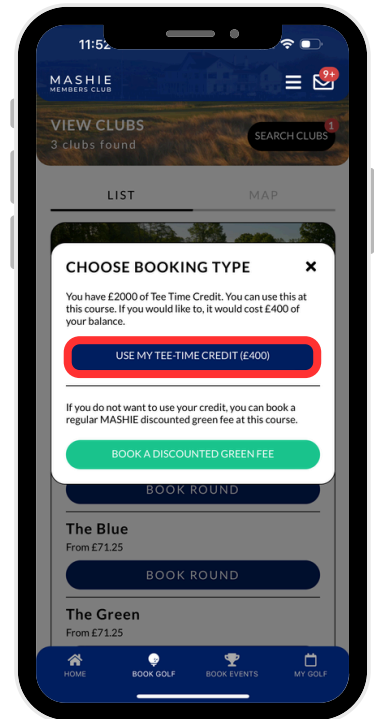 11:52
MASHIE
MEMBERS CLUB
9+
VIEW CLUBS
3 clubs found
SEARCH CLUBS
1
LIST
MAP
CHOOSE BOOKING TYPE
You have £2000 of Tee Time Credit. You can use this at
this course. If you would like to, it would cost £400 of
your balance.
USE MY TEE-TIME CREDIT (£400)
If you do not want to use your credit, you can book a
regular MASHIE discounted green fee at this course.
BOOK A DISCOUNTED GREEN FEE
BOOK ROUND
The Blue
From £71.25
BOOK ROUND
The Green
From £71.25
HOME
BOOK GOLF
BOOK EVENTS
MY GOLF